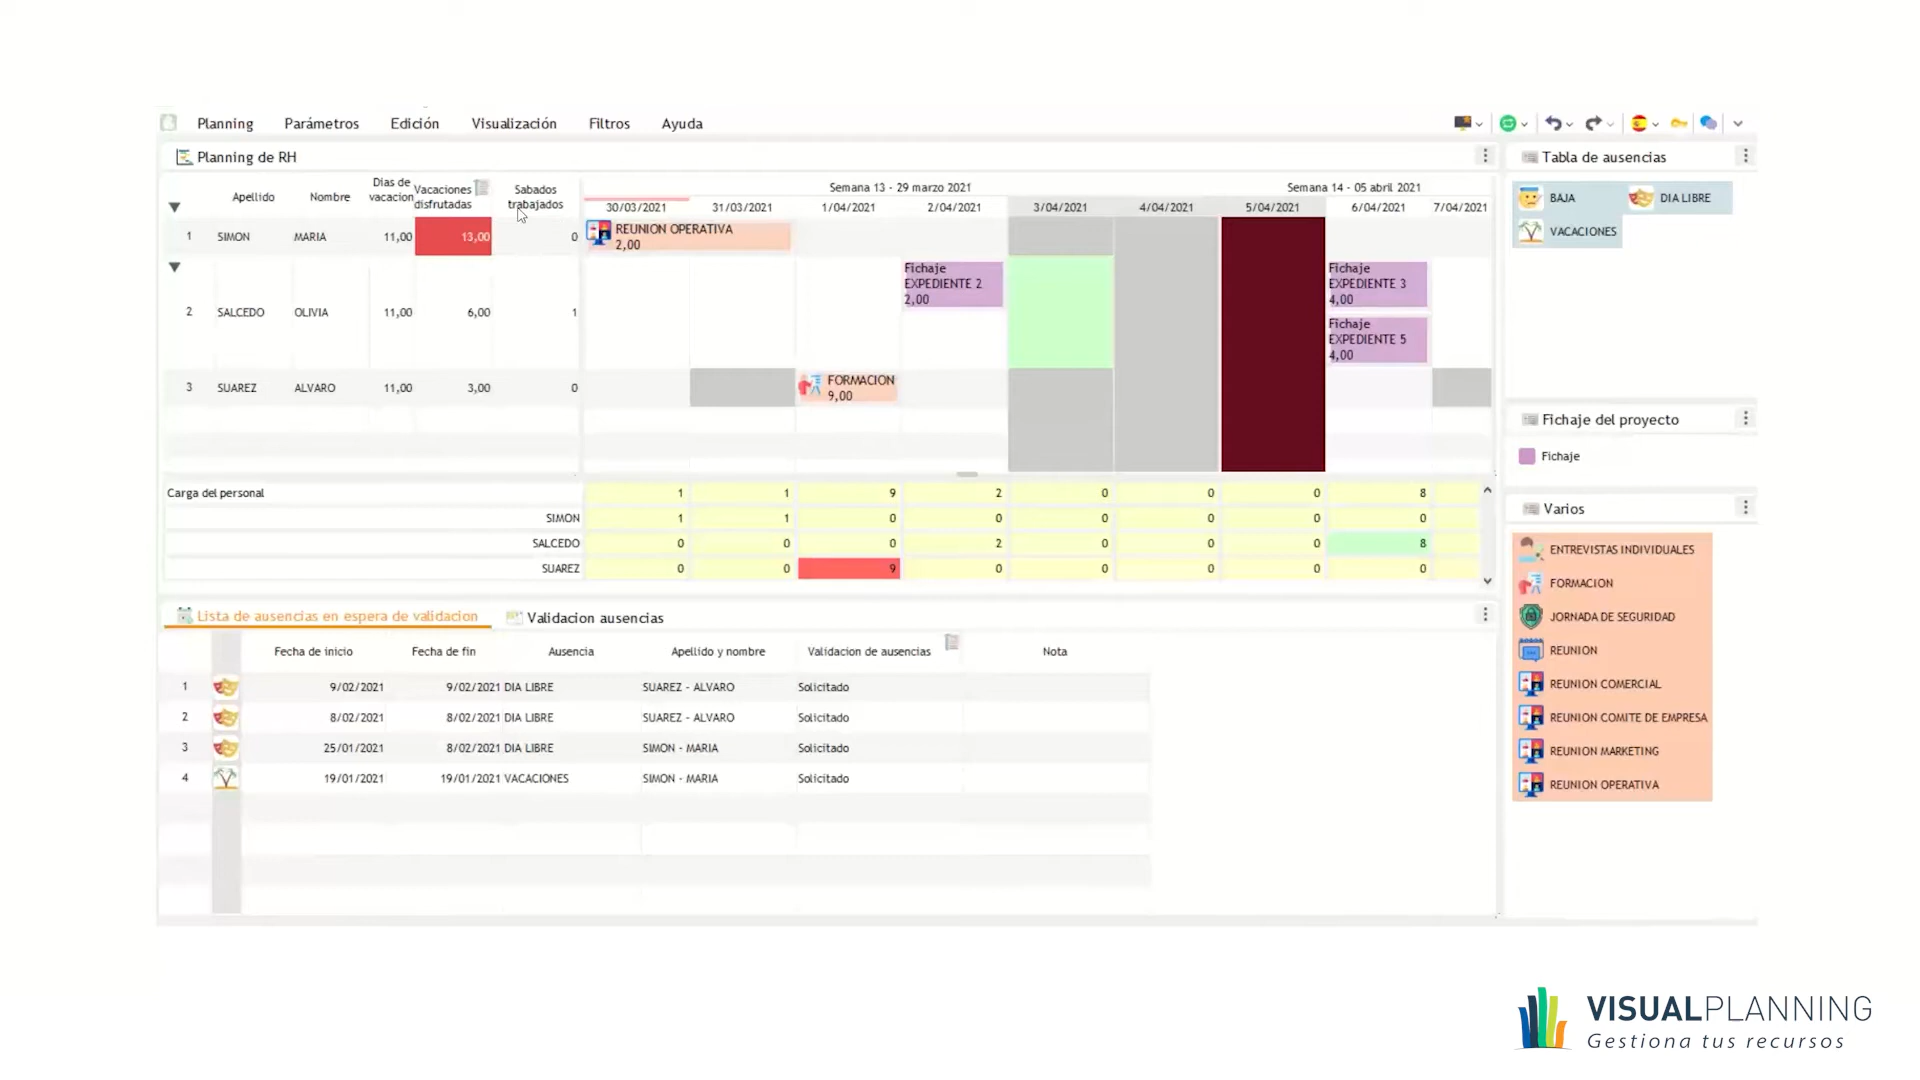 Planning Parámetros Edición Visualización Filtros Ayuda
Planning de RH
Apellido Nombre Dias de vacacion Vacaciones disfrutadas Sabados trabajados
Semana 13 - 29 marzo 2021 Semana 14 - 05 abril 2021
30/03/2021 31/03/2021 1/04/2021 2/04/2021 3/04/2021 4/04/2021 5/04/2021 6/04/2021 7/04/2021
1 SIMON MARIA 11,00 13,00 0
REUNION OPERATIVA
2,00
2 SALCEDO OLIVIA 11,00 6,00 1
Fichaje
EXPEDIENTE 2
2,00
Fichaje
EXPEDIENTE 3
4,00
Fichaje
EXPEDIENTE 5
4,00
3 SUAREZ ALVARO 11,00 3,00 0
FORMACION
9,00
Carga del personal 1 1 9 2 0 0 0 8
SIMON 1 1 0 0 0 0 0 0
SALCEDO 0 0 0 2 0 0 0 8
SUAREZ 0 0 9 0 0 0 0 0
Lista de ausencias en espera de validacion Validacion ausencias
Fecha de inicio Fecha de fin Ausencia Apellido y nombre Validacion de ausencias Nota
1 9/02/2021 9/02/2021 DIA LIBRE SUAREZ - ALVARO Solicitado
2 8/02/2021 8/02/2021 DIA LIBRE SUAREZ - ALVARO Solicitado
3 25/01/2021 8/02/2021 DIA LIBRE SIMON - MARIA Solicitado
4 19/01/2021 19/01/2021 VACACIONES SIMON - MARIA Solicitado
Tabla de ausencias
BAJA DIA LIBRE
VACACIONES
Fichaje del proyecto
Fichaje
Varios
ENTREVISTAS INDIVIDUALES
FORMACION
JORNADA DE SEGURIDAD
REUNION
REUNION COMERCIAL
REUNION COMITE DE EMPRESA
REUNION MARKETING
REUNION OPERATIVA
VISUALPLANNING
Gestiona tus recursos